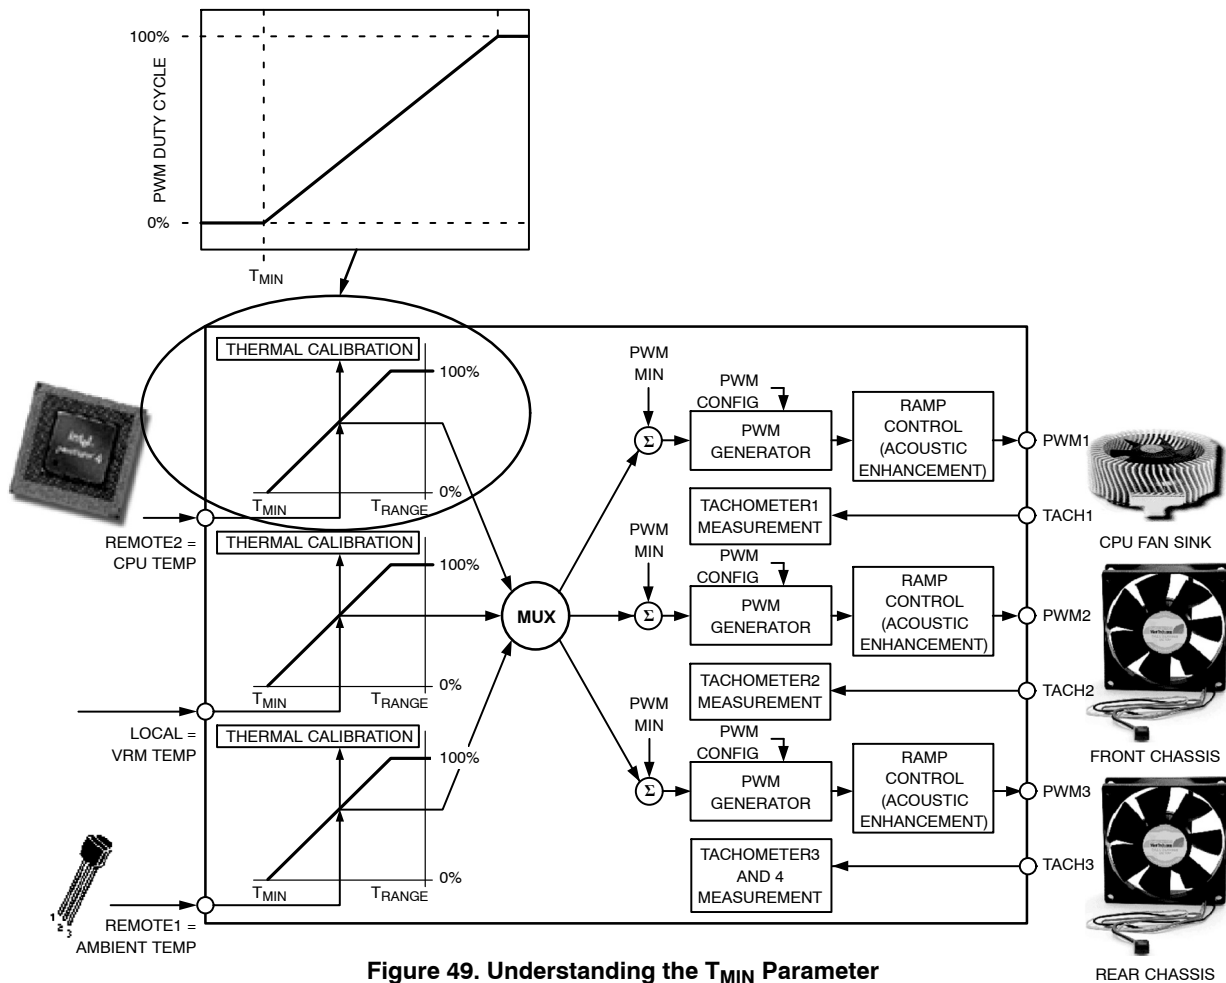 100%
PWM DUTY CYCLE
0%
TMIN
THERMAL CALIBRATION
100%
0%
TMIN
TRANGE
REMOTE2 =
CPU TEMP
THERMAL CALIBRATION
100%
0%
TMIN
TRANGE
LOCAL =
VRM TEMP
THERMAL CALIBRATION
100%
0%
TMIN
TRANGE
1
2
3
REMOTE1 =
AMBIENT TEMP
MUX
PWM
MIN
Σ
PWM
CONFIG
PWM
GENERATOR
RAMP
CONTROL
(ACOUSTIC
ENHANCEMENT)
PWM1
TACHOMETER1
MEASUREMENT
TACH1
CPU FAN SINK
PWM
MIN
Σ
PWM
CONFIG
PWM
GENERATOR
RAMP
CONTROL
(ACOUSTIC
ENHANCEMENT)
PWM2
TACHOMETER2
MEASUREMENT
TACH2
FRONT CHASSIS
PWM
MIN
Σ
PWM
CONFIG
PWM
GENERATOR
RAMP
CONTROL
(ACOUSTIC
ENHANCEMENT)
PWM3
TACHOMETER3
AND 4
MEASUREMENT
TACH3
REAR CHASSIS
Figure 49. Understanding the TMIN Parameter